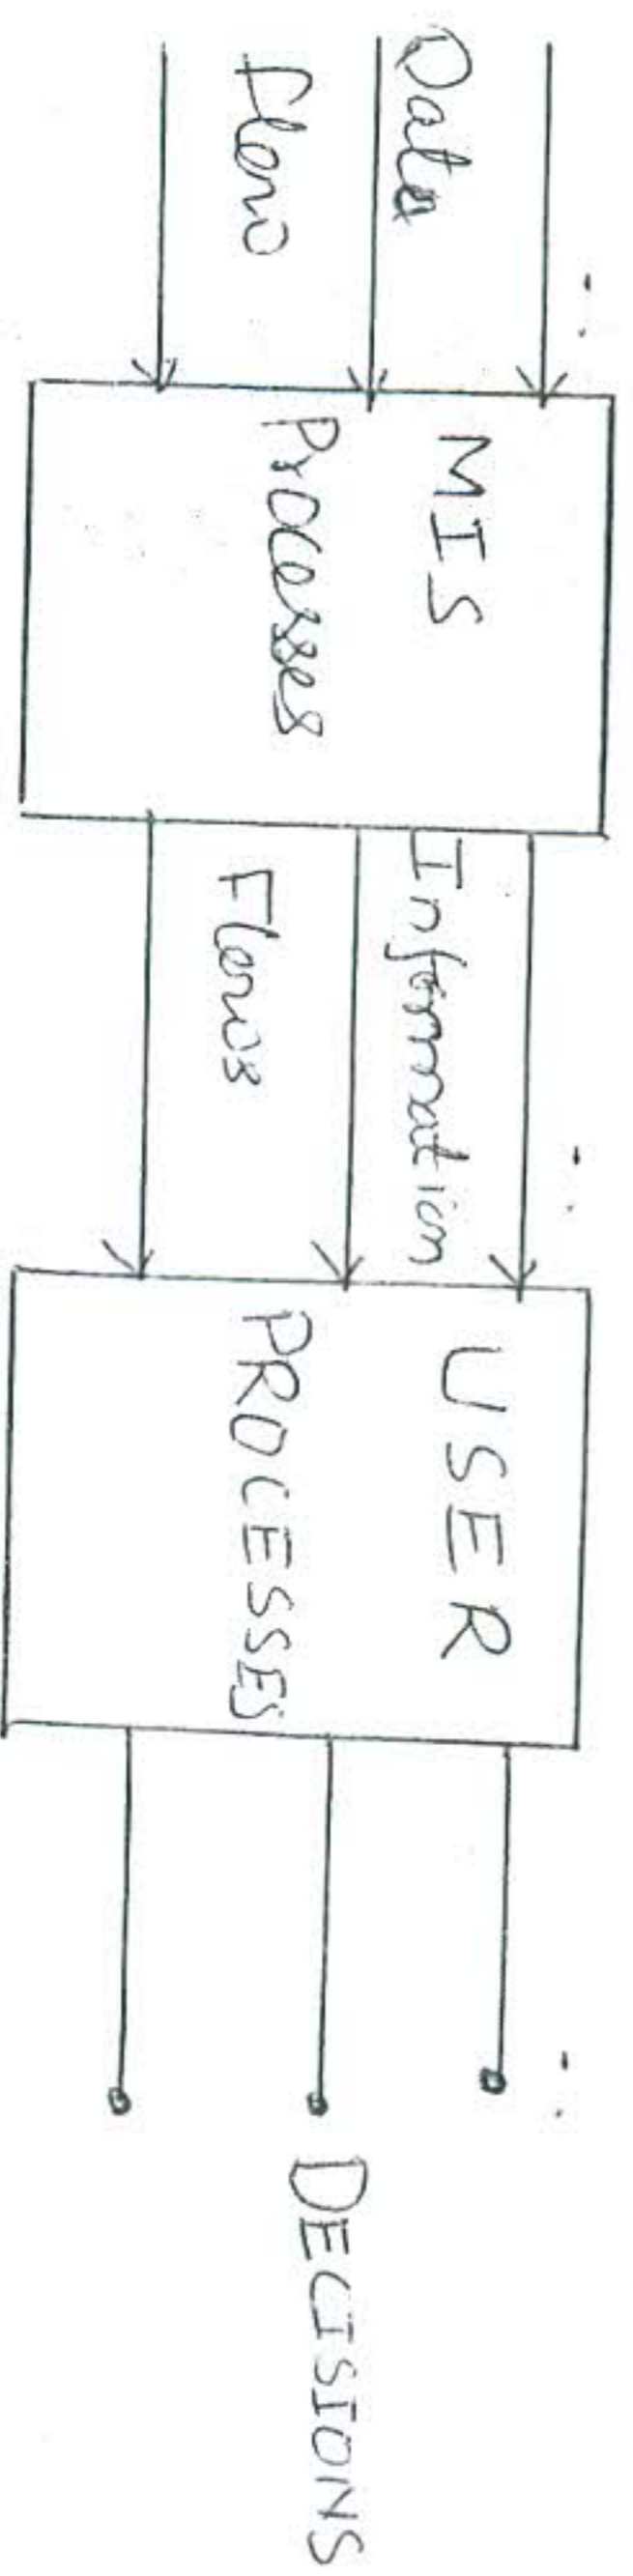 Data
flow
MIS
Processes
Information
Flows
USER
PROCESSES
DECISIONS